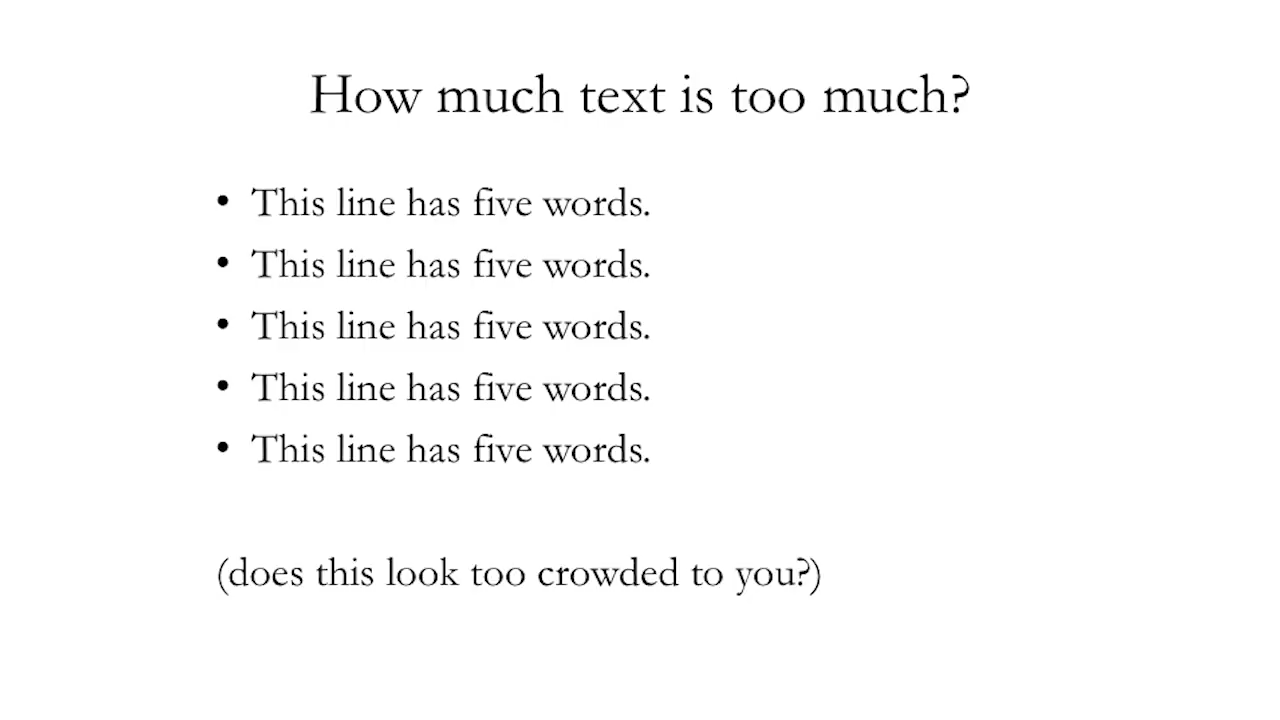 How much text is too much?
• This line has five words.
• This line has five words.
• This line has five words.
• This line has five words.
• This line has five words.
(does this look too crowded to you?)